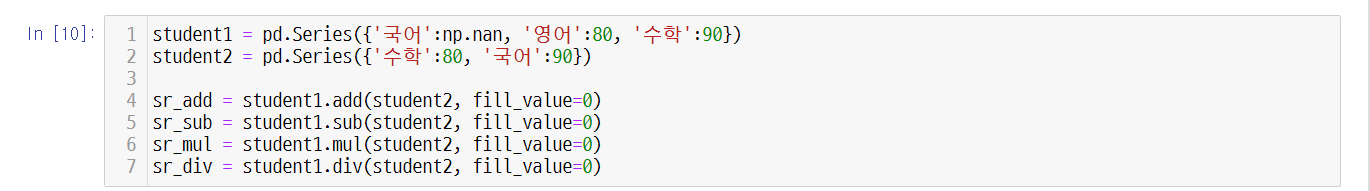 In [10]:
1 student1 = pd.Series({'국어':np.nan, '영어':80, '수학':90})
2 student2 = pd.Series({'수학':80, '국어':90})
3
4 sr_add = student1.add(student2, fill_value=0)
5 sr_sub = student1.sub(student2, fill_value=0)
6 sr_mul = student1.mul(student2, fill_value=0)
7 sr_div = student1.div(student2, fill_value=0)